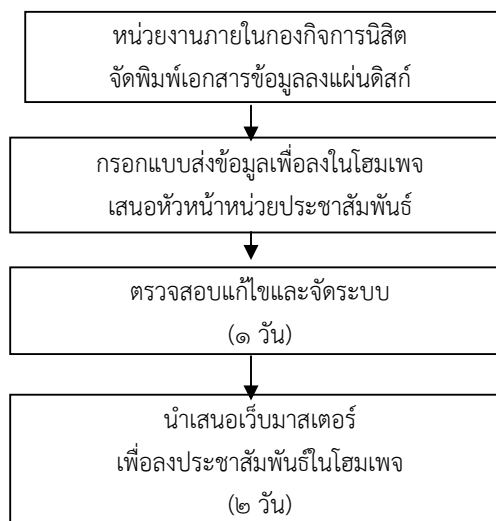 หน่วยงานภายในกองกิจการนิสิต
จัดพิมพ์เอกสารข้อมูลลงแผ่นดิสก์
กรอกแบบส่งข้อมูลเพื่อลงในโฮมเพจ
เสนอหัวหน้าหน่วยประชาสัมพันธ์
ตรวจสอบแก้ไขและจัดระบบ
(๑ วัน)
นำเสนอเว็บมาสเตอร์
เพื่อลงประชาสัมพันธ์ในโฮมเพจ
(๒ วัน)